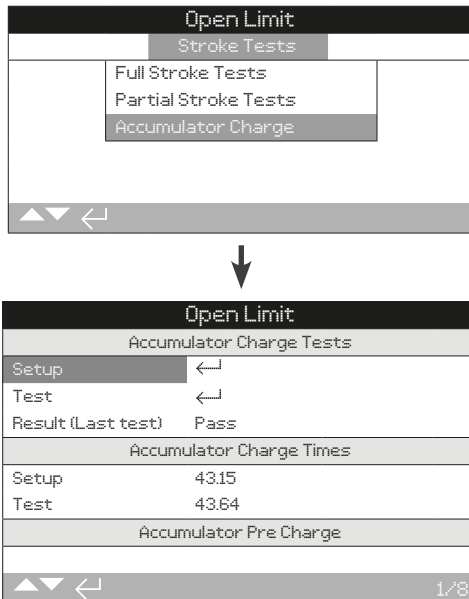 Open Limit
Stroke Tests
Full Stroke Tests
Partial Stroke Tests
Accumulator Charge
Open Limit
Accumulator Charge Tests
Setup
Test
Result (Last test) Pass
Accumulator Charge Times
Setup 43.15
Test 43.64
Accumulator Pre Charge
1/8